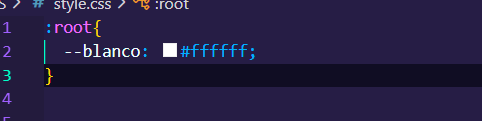 # style.css > :root
1 :root{
2 --blanco: #ffffff;
3 }
4
5